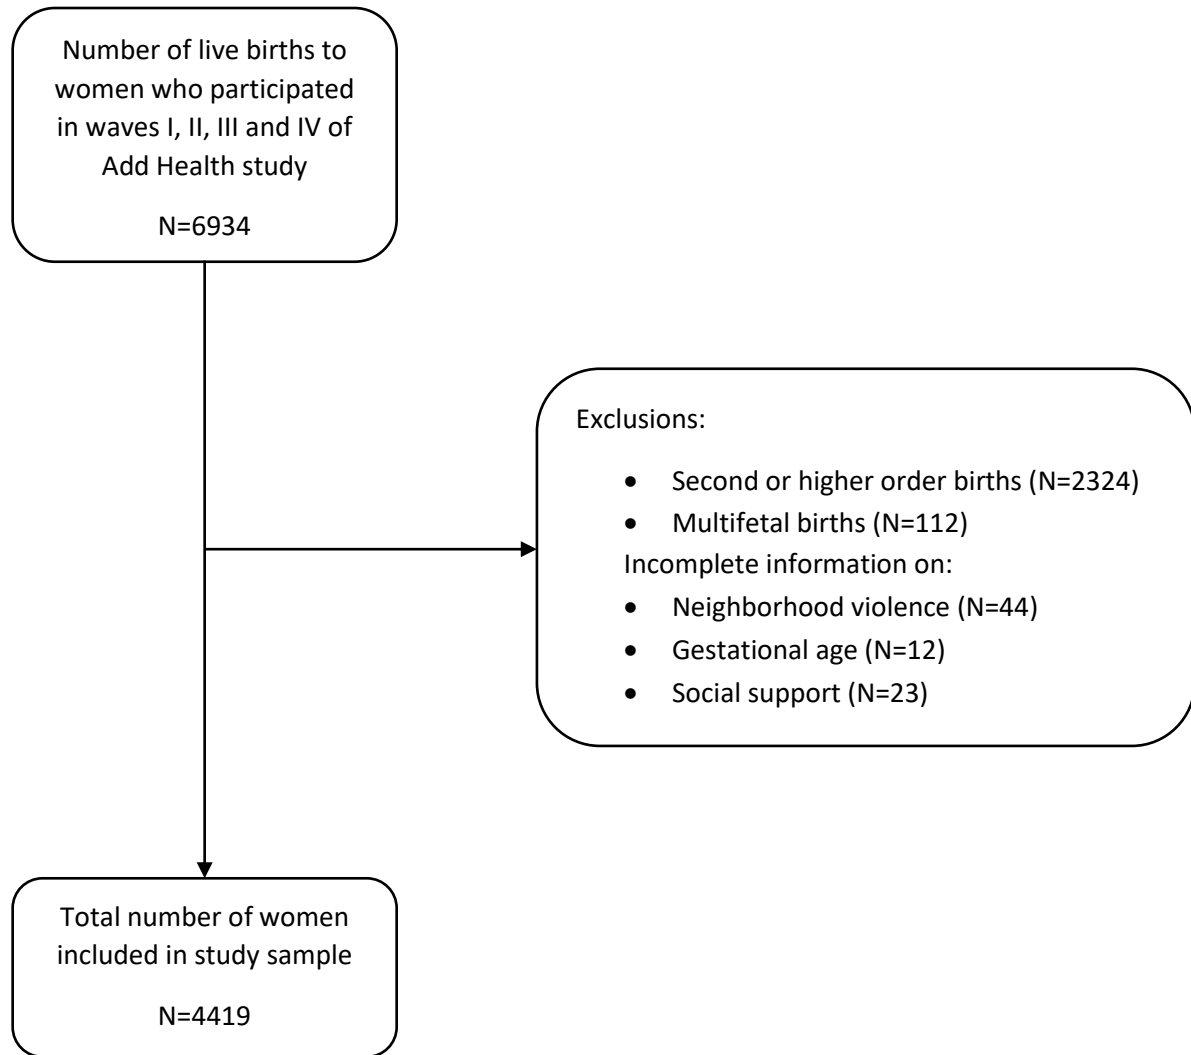 Number of live births to
women who participated
in waves I, II, III and IV of
Add Health study
N=6934
Exclusions:
• Second or higher order births (N=2324)
• Multifetal births (N=112)
Incomplete information on:
• Neighborhood violence (N=44)
• Gestational age (N=12)
• Social support (N=23)
Total number of women
included in study sample
N=4419